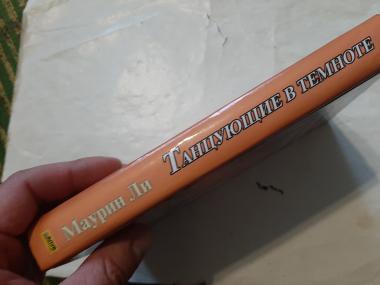 Маурин Ли
Танцующие в темноте